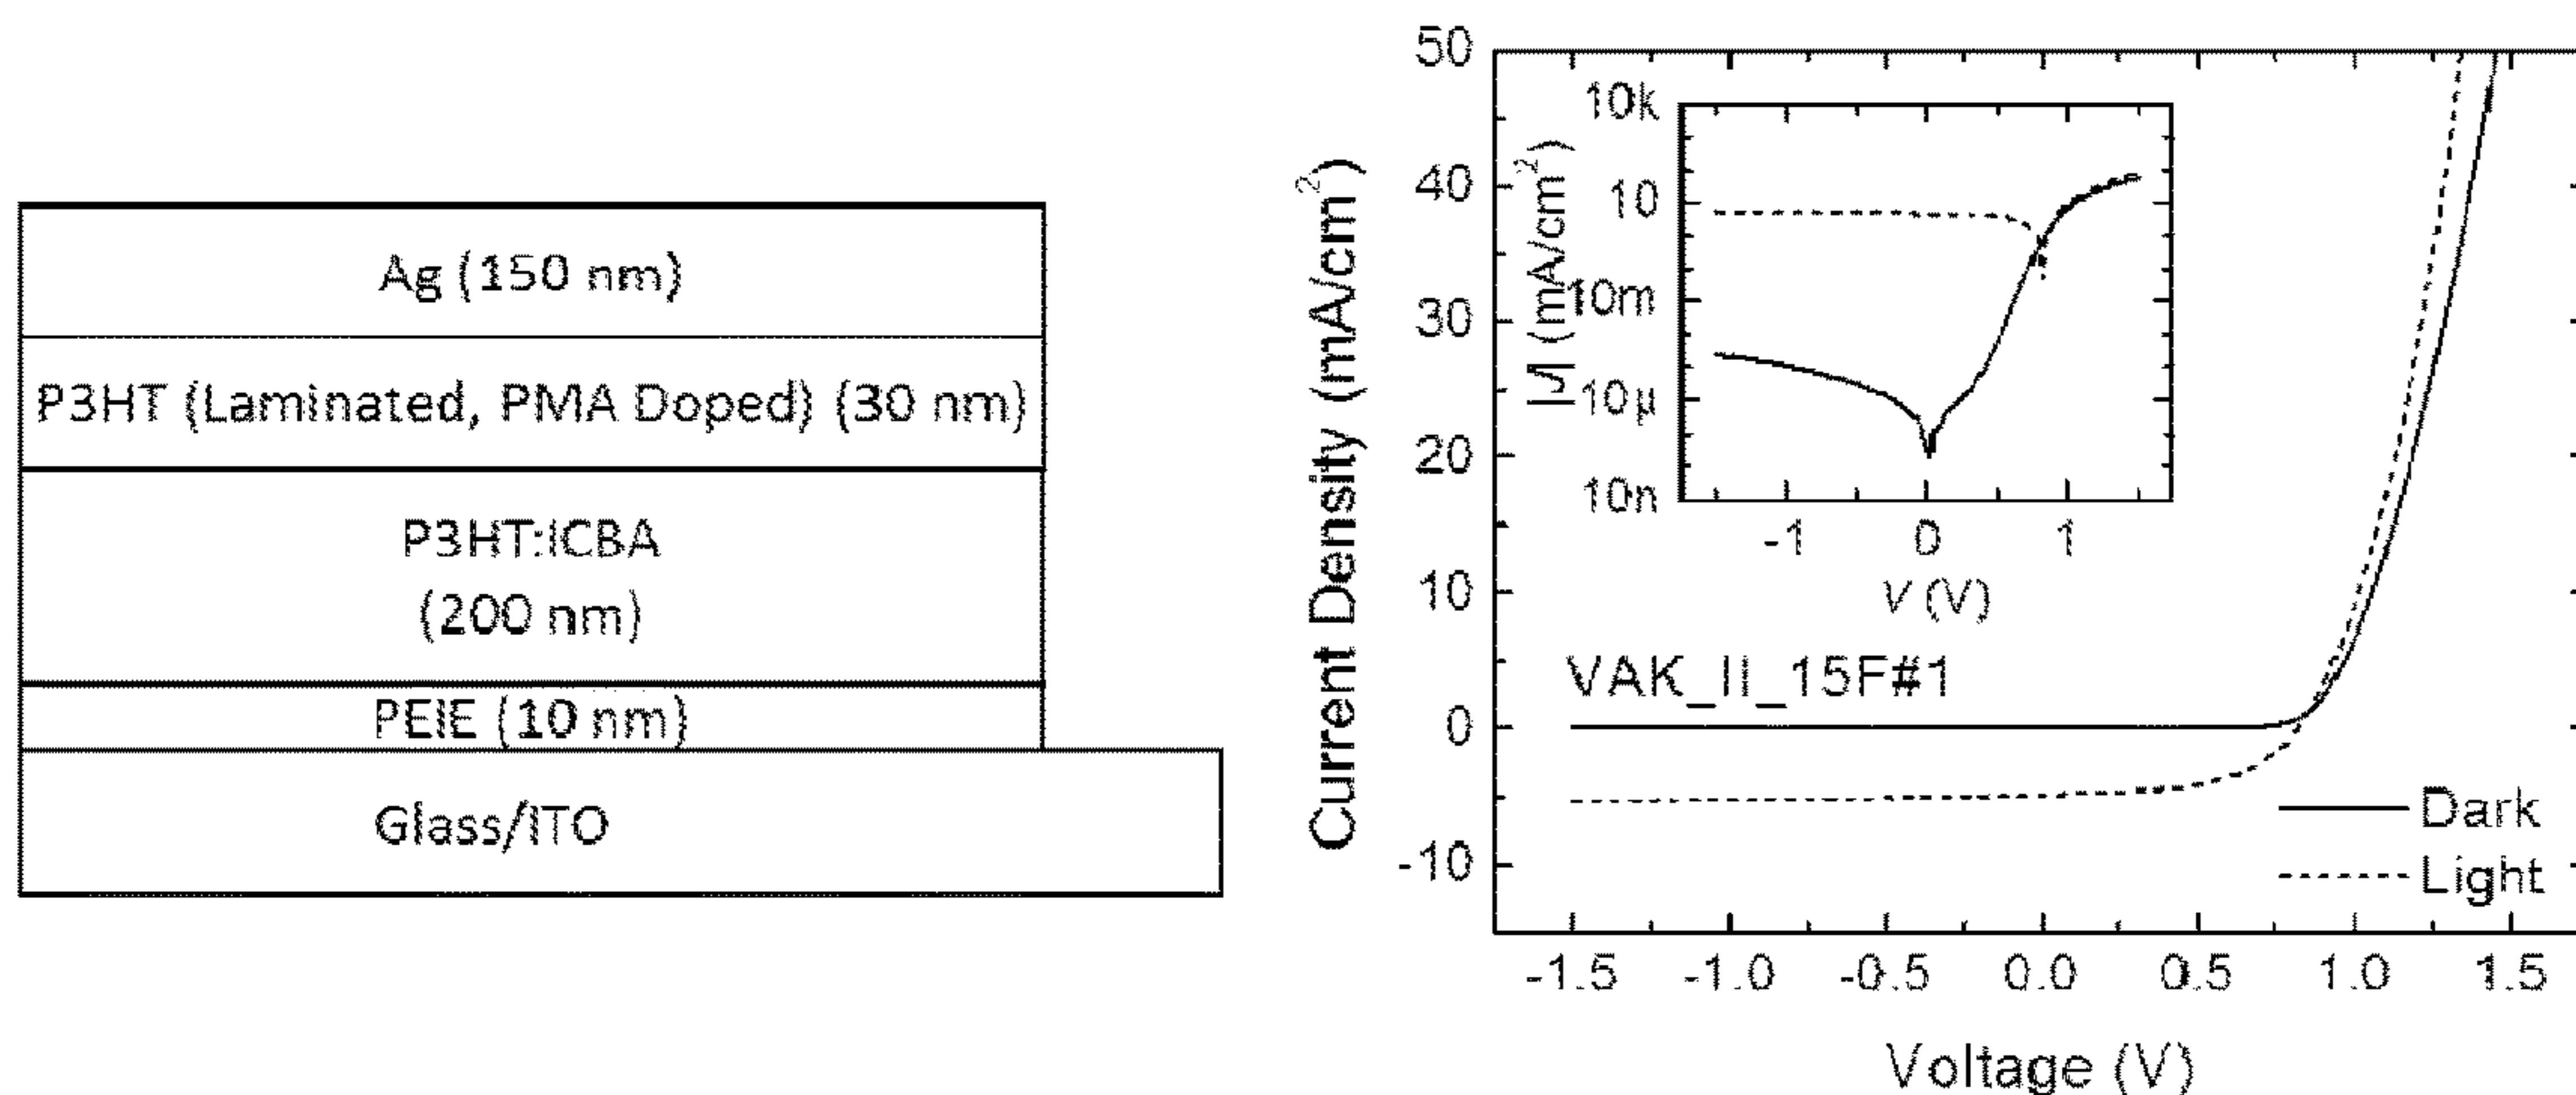 Ag (150 nm)
P3HT (Laminated, PMA Doped) (30 nm)
P3HT:ICBA
(200 nm)
PEIE (10 nm)
Glass/ITO
Current Density (mA/cm²)
50
40
30
20
10
0
-10
|J| (mA/cm²)
10k
10
10m
10µ
10n
-1 0 1
V (V)
VAK_II_15F#1
Dark
Light
-1.5 -1.0 -0.5 0.0 0.5 1.0 1.5
Voltage (V)